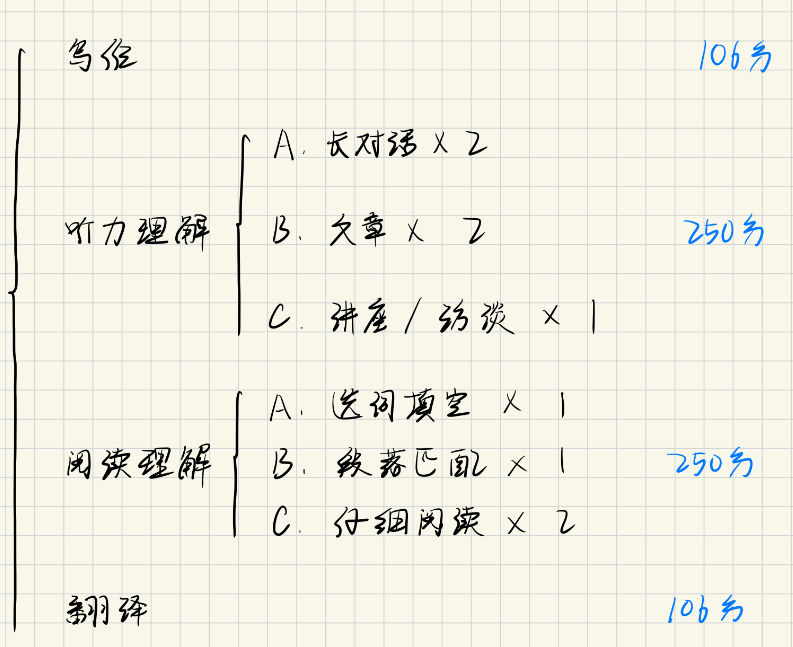 写作 106分
A. 长对话 × 2
听力理解 B. 文章 × 2 250分
C. 讲座 / 访谈 × 1
A. 选词填空 × 1
阅读理解 B. 段落匹配 × 1 250分
C. 仔细阅读 × 2
翻译 106分